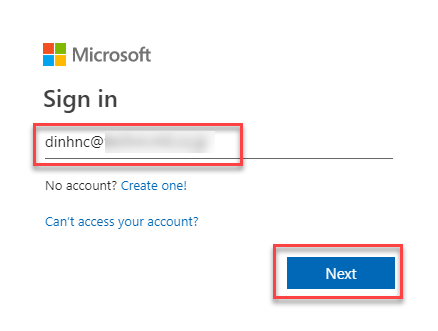 Microsoft
Sign in
dinhnc@
No account? Create one!
Can't access your account?
Next